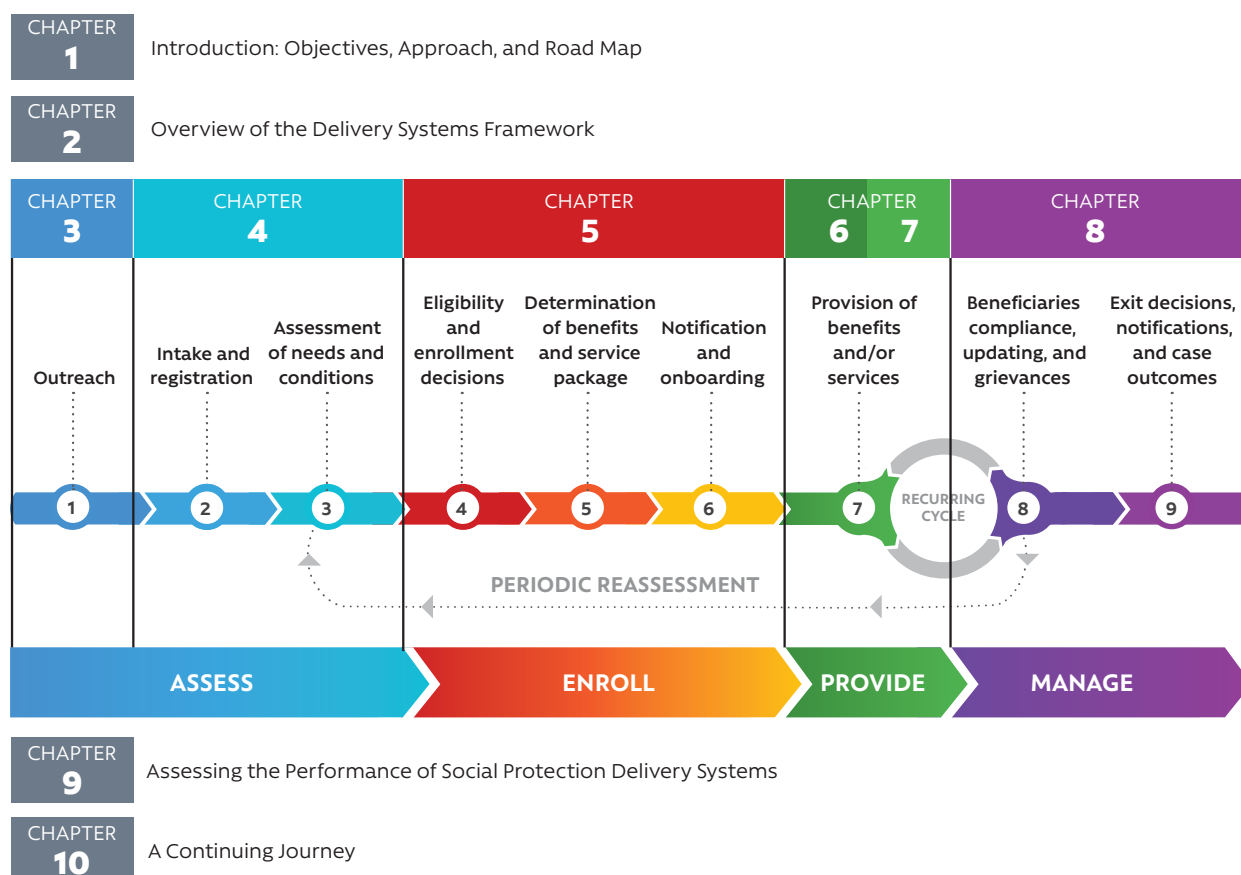 CHAPTER
1
Introduction: Objectives, Approach, and Road Map
CHAPTER
2
Overview of the Delivery Systems Framework
CHAPTER
3
CHAPTER
4
CHAPTER
5
CHAPTER
6 7
CHAPTER
8
Outreach
Intake and
registration
Assessment
of needs and
conditions
Eligibility
and
enrollment
decisions
Determination
of benefits
and service
package
Notification
and
onboarding
Provision of
benefits
and/or
services
Beneficiaries
compliance,
updating, and
grievances
Exit decisions,
notifications,
and case
outcomes
1
2
3
4
5
6
7
RECURRING
CYCLE
8
9
PERIODIC REASSESSMENT
ASSESS
ENROLL
PROVIDE
MANAGE
CHAPTER
9
Assessing the Performance of Social Protection Delivery Systems
CHAPTER
10
A Continuing Journey